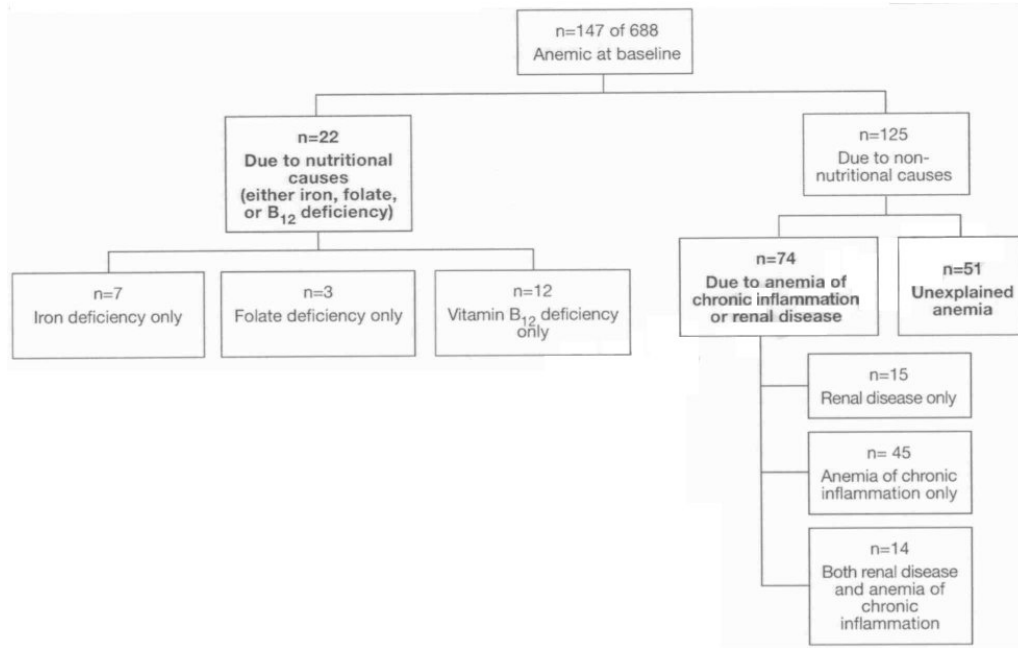 n=147 of 688
Anemic at baseline
n=22
Due to nutritional
causes
(either iron, folate,
or B12 deficiency)
n=125
Due to non-
nutritional causes
n=7
Iron deficiency only
n=3
Folate deficiency only
n=12
Vitamin B12 deficiency
only
n=74
Due to anemia of
chronic inflammation
or renal disease
n=51
Unexplained
anemia
n=15
Renal disease only
n= 45
Anemia of chronic
inflammation only
n=14
Both renal disease
and anemia of
chronic
inflammation